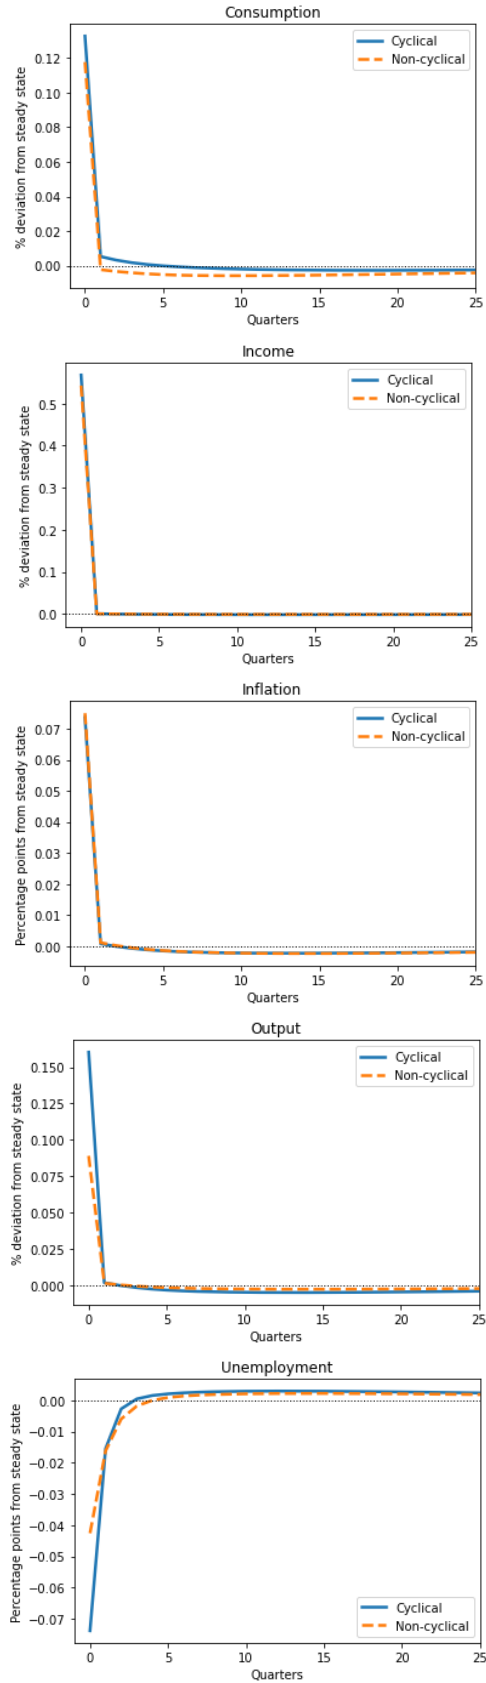 Consumption
% deviation from steady state
0.12
0.10
0.08
0.06
0.04
0.02
0.00
Cyclical
Non-cyclical
0 5 10 15 20 25
Quarters
Income
% deviation from steady state
0.5
0.4
0.3
0.2
0.1
0.0
Cyclical
Non-cyclical
0 5 10 15 20 25
Quarters
Inflation
Percentage points from steady state
0.07
0.06
0.05
0.04
0.03
0.02
0.01
0.00
Cyclical
Non-cyclical
0 5 10 15 20 25
Quarters
Output
% deviation from steady state
0.150
0.125
0.100
0.075
0.050
0.025
0.000
Cyclical
Non-cyclical
0 5 10 15 20 25
Quarters
Unemployment
Percentage points from steady state
0.00
−0.01
−0.02
−0.03
−0.04
−0.05
−0.06
−0.07
Cyclical
Non-cyclical
0 5 10 15 20 25
Quarters